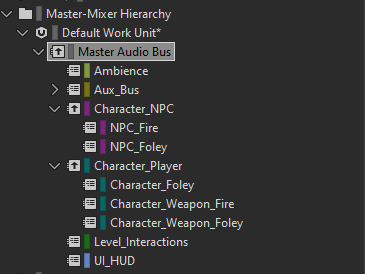 Master-Mixer Hierarchy
Default Work Unit*
Master Audio Bus
Ambience
Aux_Bus
Character_NPC
NPC_Fire
NPC_Foley
Character_Player
Character_Foley
Character_Weapon_Fire
Character_Weapon_Foley
Level_Interactions
UI_HUD